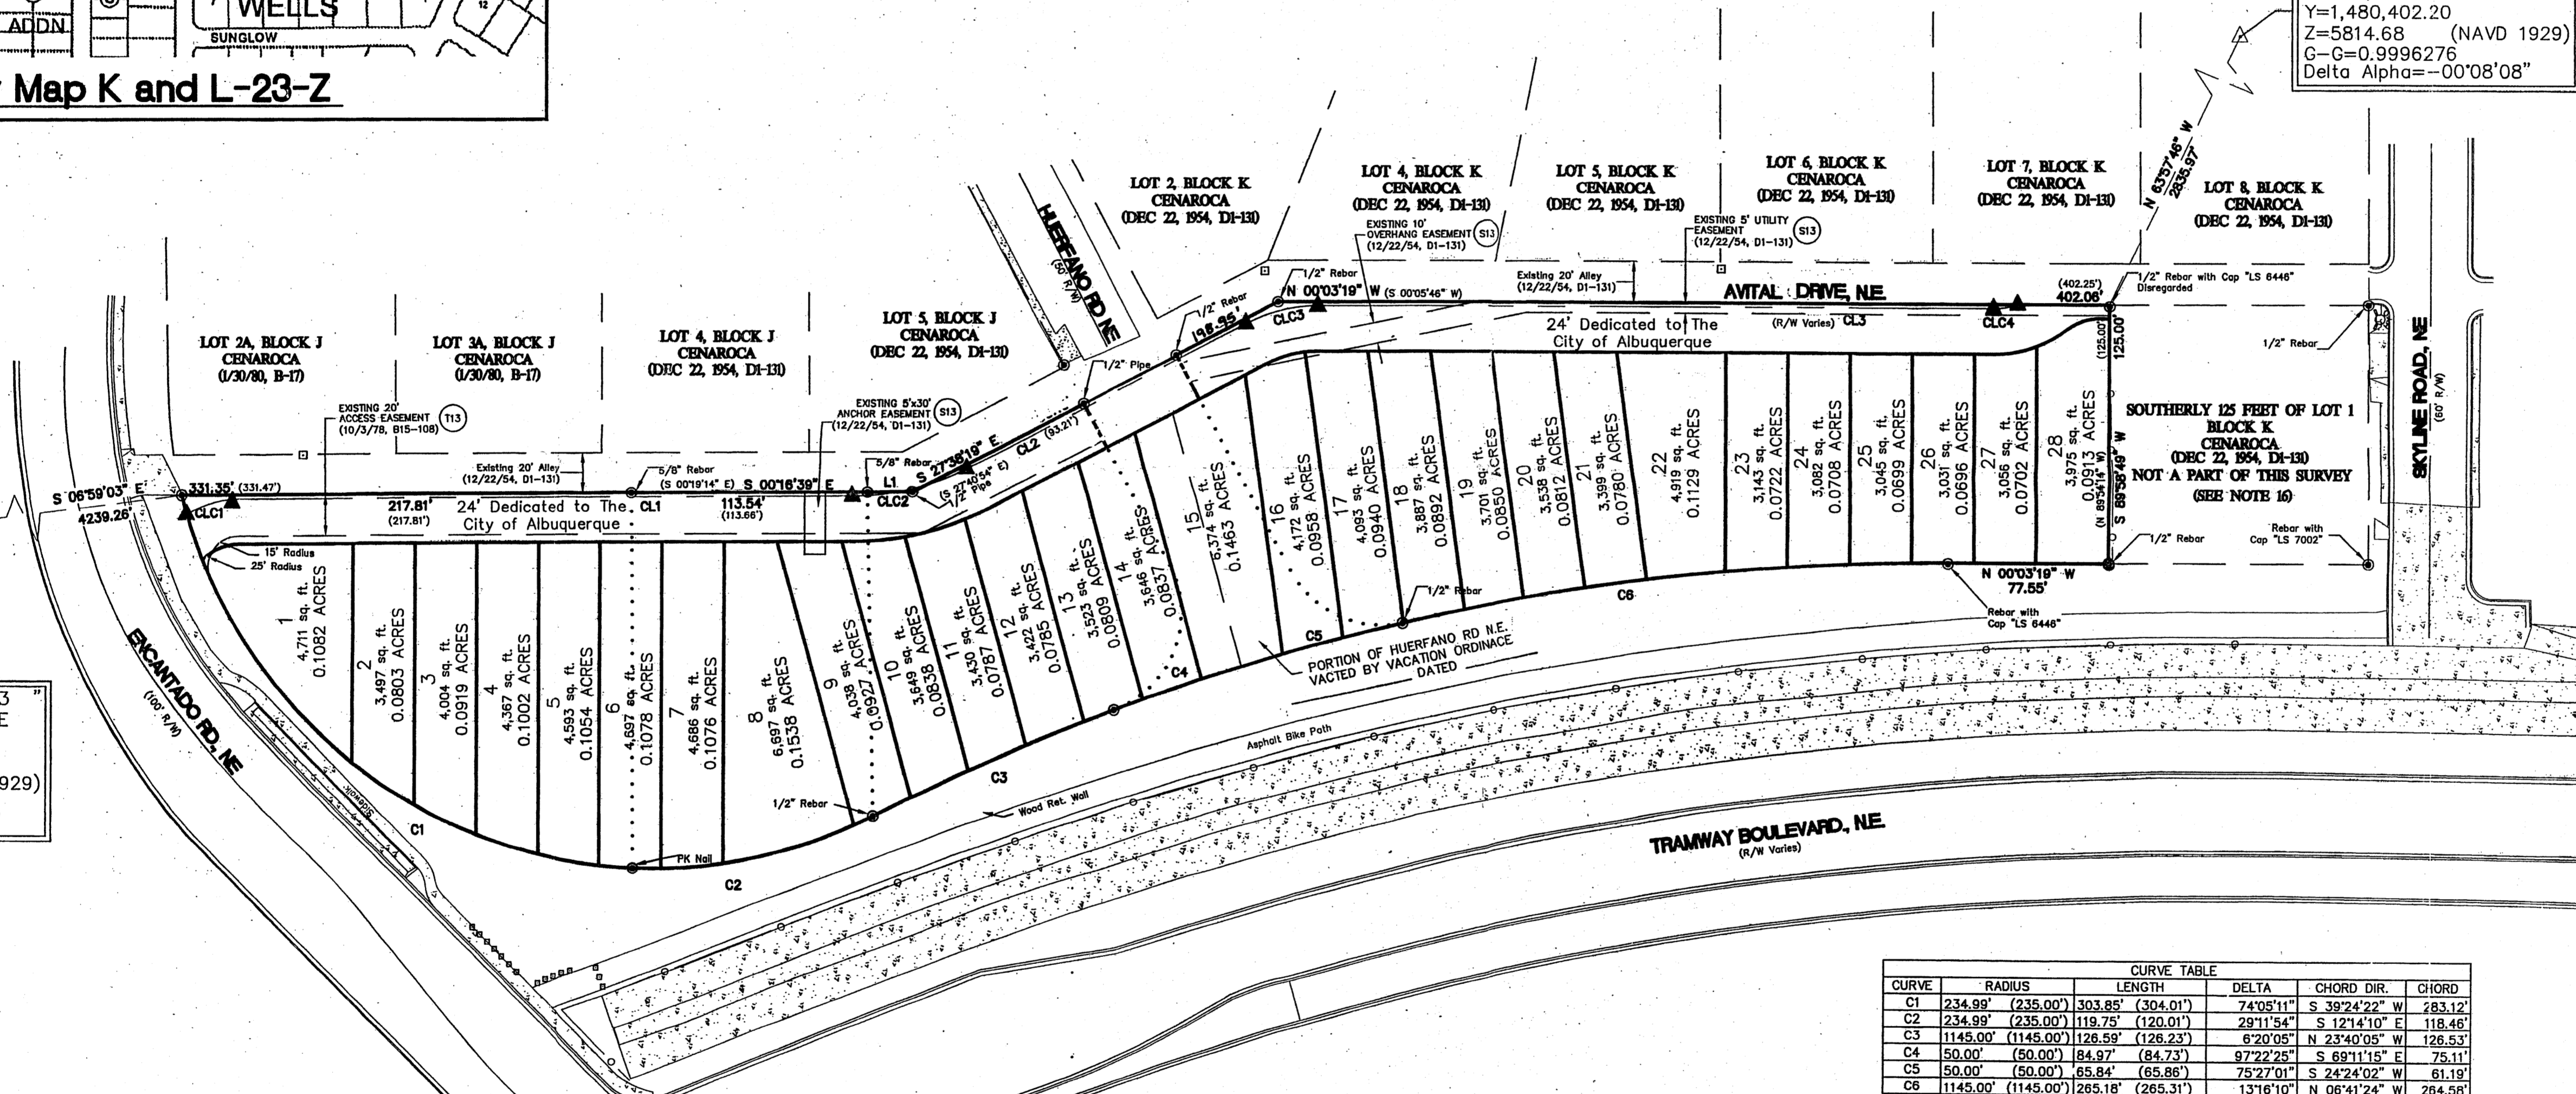 WELLS
ADDN
SUNGLOW
12
Map K and L-23-Z
Y=1,480,402.20
Z=5814.68 (NAVD 1929)
G-G=0.9996276
Delta Alpha=-00°08'08"
LOT 2A, BLOCK J
CENAROCA
(1/30/80, B-17)
LOT 3A, BLOCK J
CENAROCA
(1/30/80, B-17)
LOT 4, BLOCK J
CENAROCA
(DEC 22, 1954, D1-131)
LOT 5, BLOCK J
CENAROCA
(DEC 22, 1954, D1-131)
HUERFANO RD NE
(50' R/W)
LOT 2, BLOCK K
CENAROCA
(DEC 22, 1954, D1-131)
LOT 4, BLOCK K
CENAROCA
(DEC 22, 1954, D1-131)
LOT 5, BLOCK K
CENAROCA
(DEC 22, 1954, D1-131)
LOT 6, BLOCK K
CENAROCA
(DEC 22, 1954, D1-131)
LOT 7, BLOCK K
CENAROCA
(DEC 22, 1954, D1-131)
N 63°57'46" W
2835.97'
LOT 8, BLOCK K
CENAROCA
(DEC 22, 1954, D1-131)
EXISTING 10'
OVERHANG EASEMENT
(12/22/54, D1-131)
S13
EXISTING 5' UTILITY
EASEMENT
(12/22/54, D1-131)
S13
EXISTING 20'
ACCESS EASEMENT
(10/3/78, B15-108)
T13
EXISTING 5'x30'
ANCHOR EASEMENT
(12/22/54, D1-131)
S13
1/2" Rebar
N 00°03'19" W (S 00°05'46" W)
Existing 20' Alley
(12/22/54, D1-131)
AVITAL DRIVE, N.E.
(R/W Varies) CL3
(402.25')
402.06'
1/2" Rebar with Cap "LS 6446"
Disregarded
1/2" Rebar
198.95'
CLC3
CLC4
24' Dedicated to The
City of Albuquerque
1/2" Pipe
1/2" Rebar
SKYLINE ROAD, NE
(60' R/W)
(125.00')
125.00'
(N 89°54'14" W)
S 89°58'49" W
SOUTHERLY 125 FEET OF LOT 1
BLOCK K
CENAROCA
(DEC 22, 1954, D1-131)
NOT A PART OF THIS SURVEY
(SEE NOTE 16)
Rebar with
Cap "LS 7002"
1/2" Rebar
N 00°03'19" W
77.55'
Rebar with
Cap "LS 6446"
Existing 20' Alley
(12/22/54, D1-131)
5/8" Rebar
(S 00°19'14" E) S 00°16'39" E
5/8" Rebar
L1
CLC2
S 27°38'19" E
CL2 (93.21')
(S 27°40'54" E)
1/2" Pipe
S 06°59'03" E
4239.26'
331.35' (331.47')
CLC1
217.81'
(217.81')
24' Dedicated to The
City of Albuquerque
CL1
113.54'
(113.66')
15' Radius
25' Radius
1
4,711 sq. ft.
0.1082 ACRES
2
3,497 sq. ft.
0.0803 ACRES
3
4,004 sq. ft.
0.0919 ACRES
4
4,367 sq. ft.
0.1002 ACRES
5
4,593 sq. ft.
0.1054 ACRES
6
4,697 sq. ft.
0.1078 ACRES
7
4,686 sq. ft.
0.1076 ACRES
8
6,697 sq. ft.
0.1538 ACRES
9
4,038 sq. ft.
0.0927 ACRES
10
3,649 sq. ft.
0.0838 ACRES
11
3,430 sq. ft.
0.0787 ACRES
12
3,422 sq. ft.
0.0785 ACRES
13
3,523 sq. ft.
0.0809 ACRES
14
3,646 sq. ft.
0.0837 ACRES
15
6,374 sq. ft.
0.1463 ACRES
16
4,172 sq. ft.
0.0958 ACRES
17
4,093 sq. ft.
0.0940 ACRES
18
3,887 sq. ft.
0.0892 ACRES
19
3,701 sq. ft.
0.0850 ACRES
20
3,538 sq. ft.
0.0812 ACRES
21
3,399 sq. ft.
0.0780 ACRES
22
4,919 sq. ft.
0.1129 ACRES
23
3,143 sq. ft.
0.0722 ACRES
24
3,082 sq. ft.
0.0708 ACRES
25
3,045 sq. ft.
0.0699 ACRES
26
3,031 sq. ft.
0.0696 ACRES
27
3,056 sq. ft.
0.0702 ACRES
28
3,975 sq. ft.
0.0913 ACRES
ENCANTADO RD., NE
(100' R/W)
Sidewalk
C1
PK Nail
C2
1/2" Rebar
C3
C4
C5
1/2" Rebar
C6
PORTION OF HUERFANO RD N.E.
VACTED BY VACATION ORDINACE
DATED
Asphalt Bike Path
Wood Ret. Wall
TRAMWAY BOULEVARD., N.E.
(R/W Varies)
3 "
E
929)
CURVE TABLE
CURVE RADIUS LENGTH DELTA CHORD DIR. CHORD
C1 234.99' (235.00') 303.85' (304.01') 74°05'11" S 39°24'22" W 283.12'
C2 234.99' (235.00') 119.75' (120.01') 29°11'54" S 12°14'10" E 118.46'
C3 1145.00' (1145.00') 126.59' (126.23') 6°20'05" N 23°40'05" W 126.53'
C4 50.00' (50.00') 84.97' (84.73') 97°22'25" S 69°11'15" E 75.11'
C5 50.00' (50.00') 65.84' (65.86') 75°27'01" S 24°24'02" W 61.19'
C6 1145.00' (1145.00') 265.18' (265.31') 13°16'10" N 06°41'24" W 264.58'